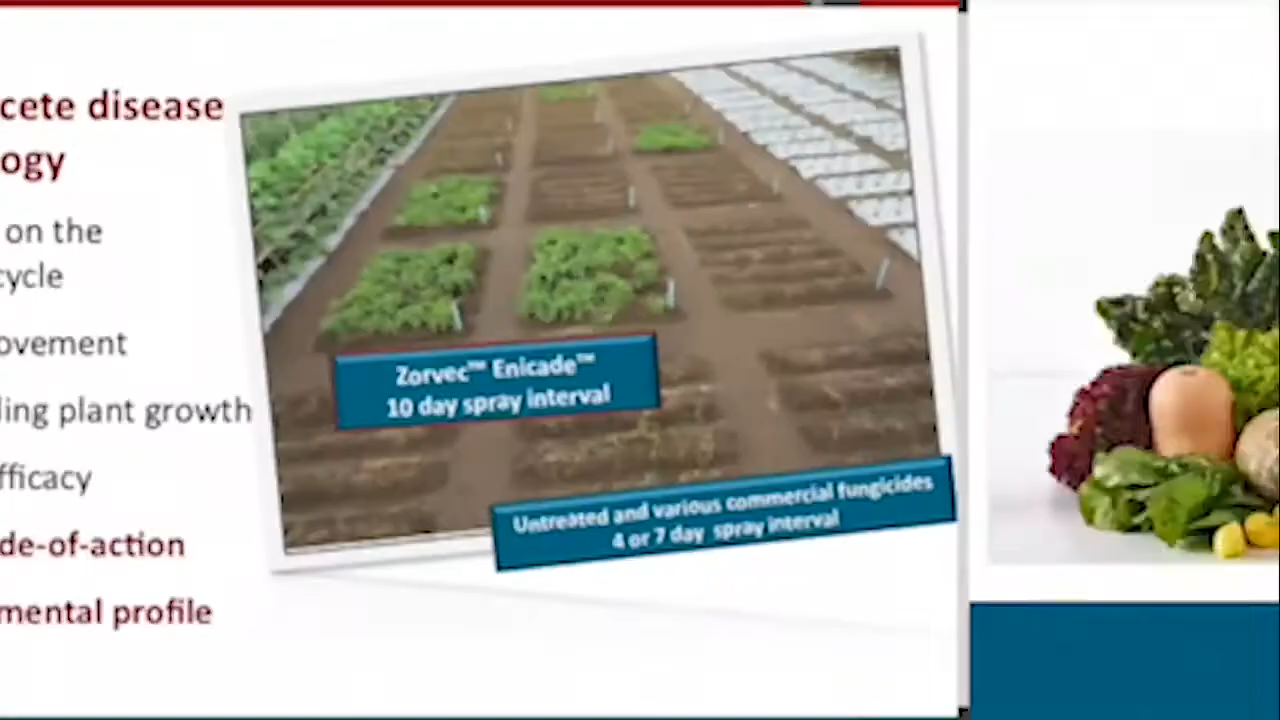 cete disease
ogy
on the
cycle
ovement
ling plant growth
fficacy
de-of-action
mental profile
Zorvec™ Enicade™
10 day spray interval
Untreated and various commercial fungicides
4 or 7 day spray interval